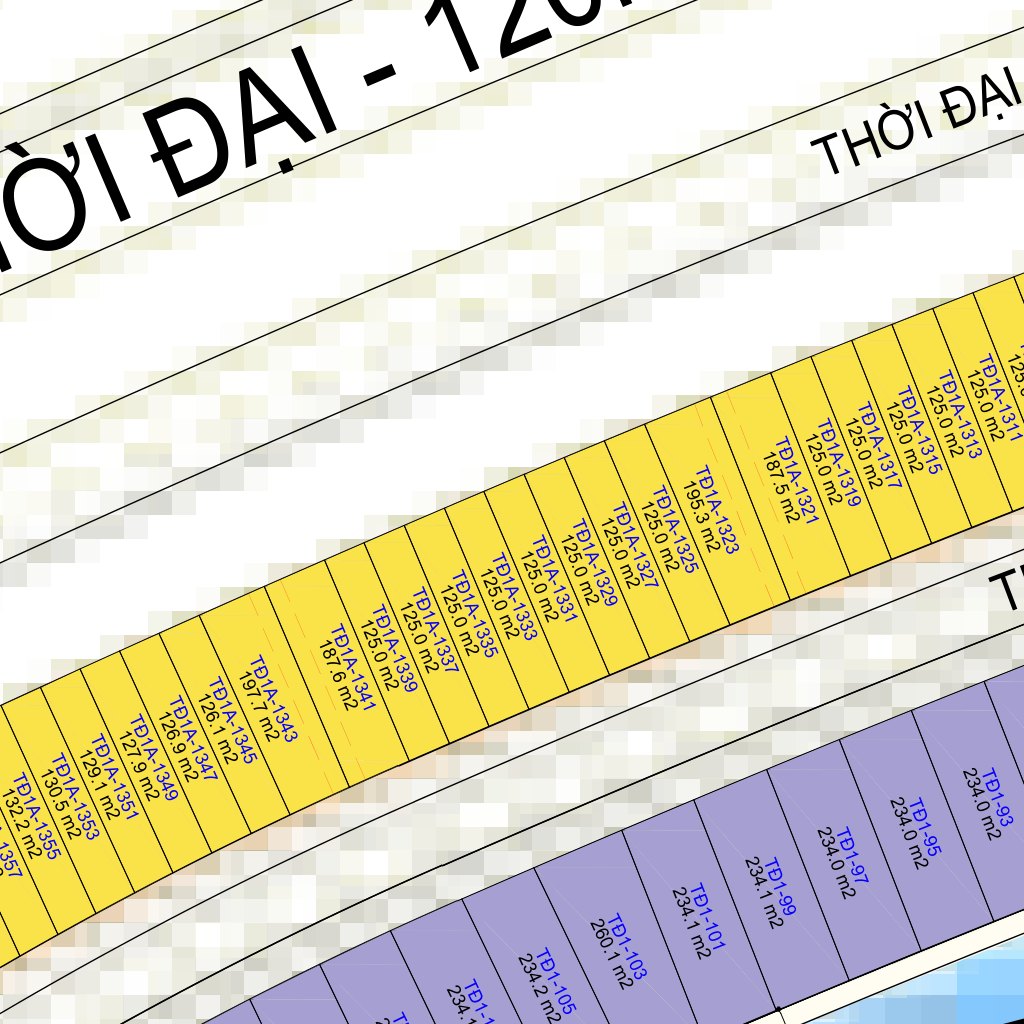 ỜI ĐẠI - 120
THỜI ĐẠI
TĐ1A-1311
125.0 m2
TĐ1A-1313
125.0 m2
TĐ1A-1315
125.0 m2
TĐ1A-1317
125.0 m2
TĐ1A-1319
125.0 m2
TĐ1A-1321
187.5 m2
TĐ1A-1323
195.3 m2
TĐ1A-1325
125.0 m2
TĐ1A-1327
125.0 m2
TĐ1A-1329
125.0 m2
TĐ1A-1331
125.0 m2
TĐ1A-1333
125.0 m2
TĐ1A-1335
125.0 m2
TĐ1A-1337
125.0 m2
TĐ1A-1339
125.0 m2
TĐ1A-1341
187.6 m2
TĐ1A-1343
197.7 m2
TĐ1A-1345
126.1 m2
TĐ1A-1347
126.9 m2
TĐ1A-1349
127.9 m2
TĐ1A-1351
129.1 m2
TĐ1A-1353
130.5 m2
TĐ1A-1355
132.2 m2
1357
TĐ1-93
234.0 m2
TĐ1-95
234.0 m2
TĐ1-97
234.0 m2
TĐ1-99
234.1 m2
TĐ1-101
234.1 m2
TĐ1-103
260.1 m2
TĐ1-105
234.2 m2
TĐ1-1
234.